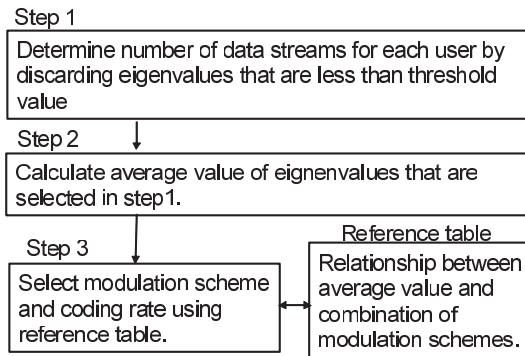 Step 1
Determine number of data streams for each user by
discarding eigenvalues that are less than threshold
value
Step 2
Calculate average value of eignenvalues that are
selected in step1.
Step 3
Select modulation scheme
and coding rate using
reference table.
Reference table
Relationship between
average value and
combination of
modulation schemes.